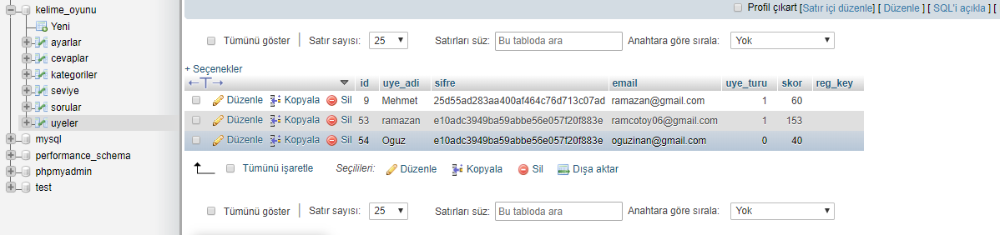 kelime_oyunu
Yeni
ayarlar
cevaplar
kategoriler
seviye
sorular
uyeler
mysql
performance_schema
phpmyadmin
test
Profil çıkart [Satır içi düzenle] [ Düzenle ] [ SQL'i açıkla ] [
Tümünü göster | Satır sayısı: 25 Satırları süz: Bu tabloda ara Anahtara göre sırala: Yok
+ Seçenekler
←T→ id uye_adi sifre email uye_turu skor reg_key
Düzenle Kopyala Sil 9 Mehmet 25d55ad283aa400af464c76d713c07ad ramazan@gmail.com 1 60
Düzenle Kopyala Sil 53 ramazan e10adc3949ba59abbe56e057f20f883e ramcotoy06@gmail.com 1 153
Düzenle Kopyala Sil 54 Oguz e10adc3949ba59abbe56e057f20f883e oguzinan@gmail.com 0 40
Tümünü işaretle Seçilileri: Düzenle Kopyala Sil Dışa aktar
Tümünü göster | Satır sayısı: 25 Satırları süz: Bu tabloda ara Anahtara göre sırala: Yok